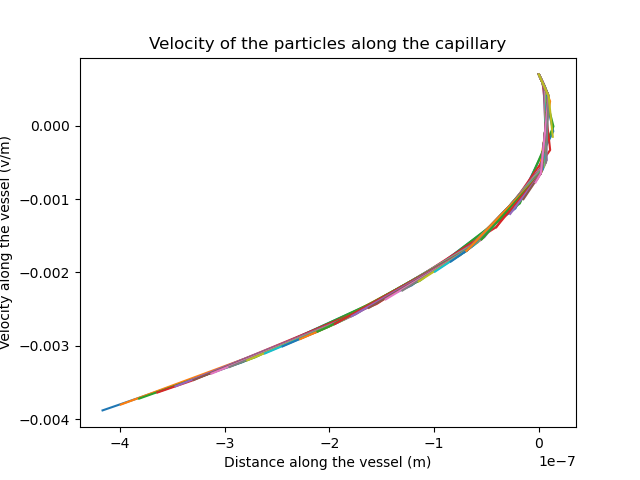 Velocity of the particles along the capillary
Velocity along the vessel (v/m)
0.000
−0.001
−0.002
−0.003
−0.004
−4
−3
−2
−1
0
1e−7
Distance along the vessel (m)